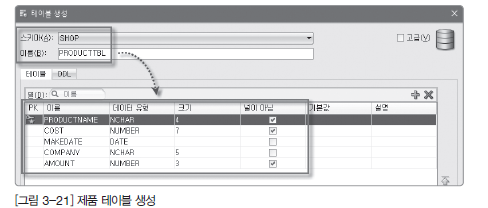 테이블 생성
스키마(A): SHOP
고급(V)
이름(B): PRODUCTTBL
테이블 DDL
열(D): 이름
PK 이름 데이터 유형 크기 널이 아님 기본값 설명
PRODUCTNAME NCHAR 4
COST NUMBER 7
MAKEDATE DATE
COMPANY NCHAR 5
AMOUNT NUMBER 3
[그림 3-21] 제품 테이블 생성